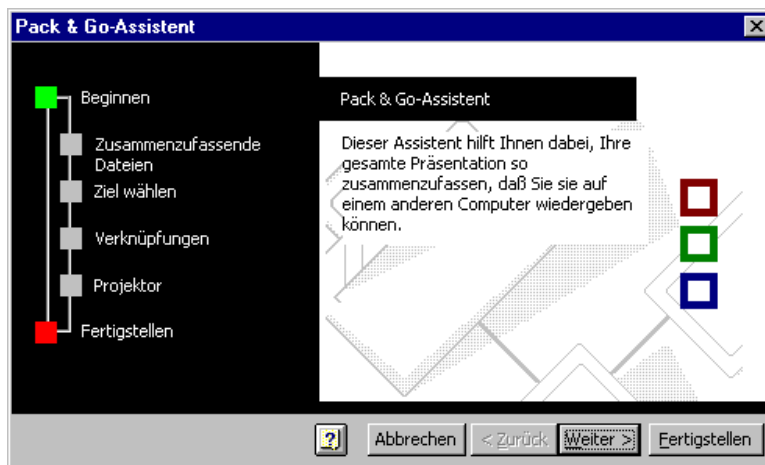 Pack & Go-Assistent
Beginnen
Zusammenzufassende
Dateien
Ziel wählen
Verknüpfungen
Projektor
Fertigstellen
Pack & Go-Assistent
Dieser Assistent hilft Ihnen dabei, Ihre
gesamte Präsentation so
zusammenzufassen, daß Sie sie auf
einem anderen Computer wiedergeben
können.
? Abbrechen < Zurück Weiter > Fertigstellen